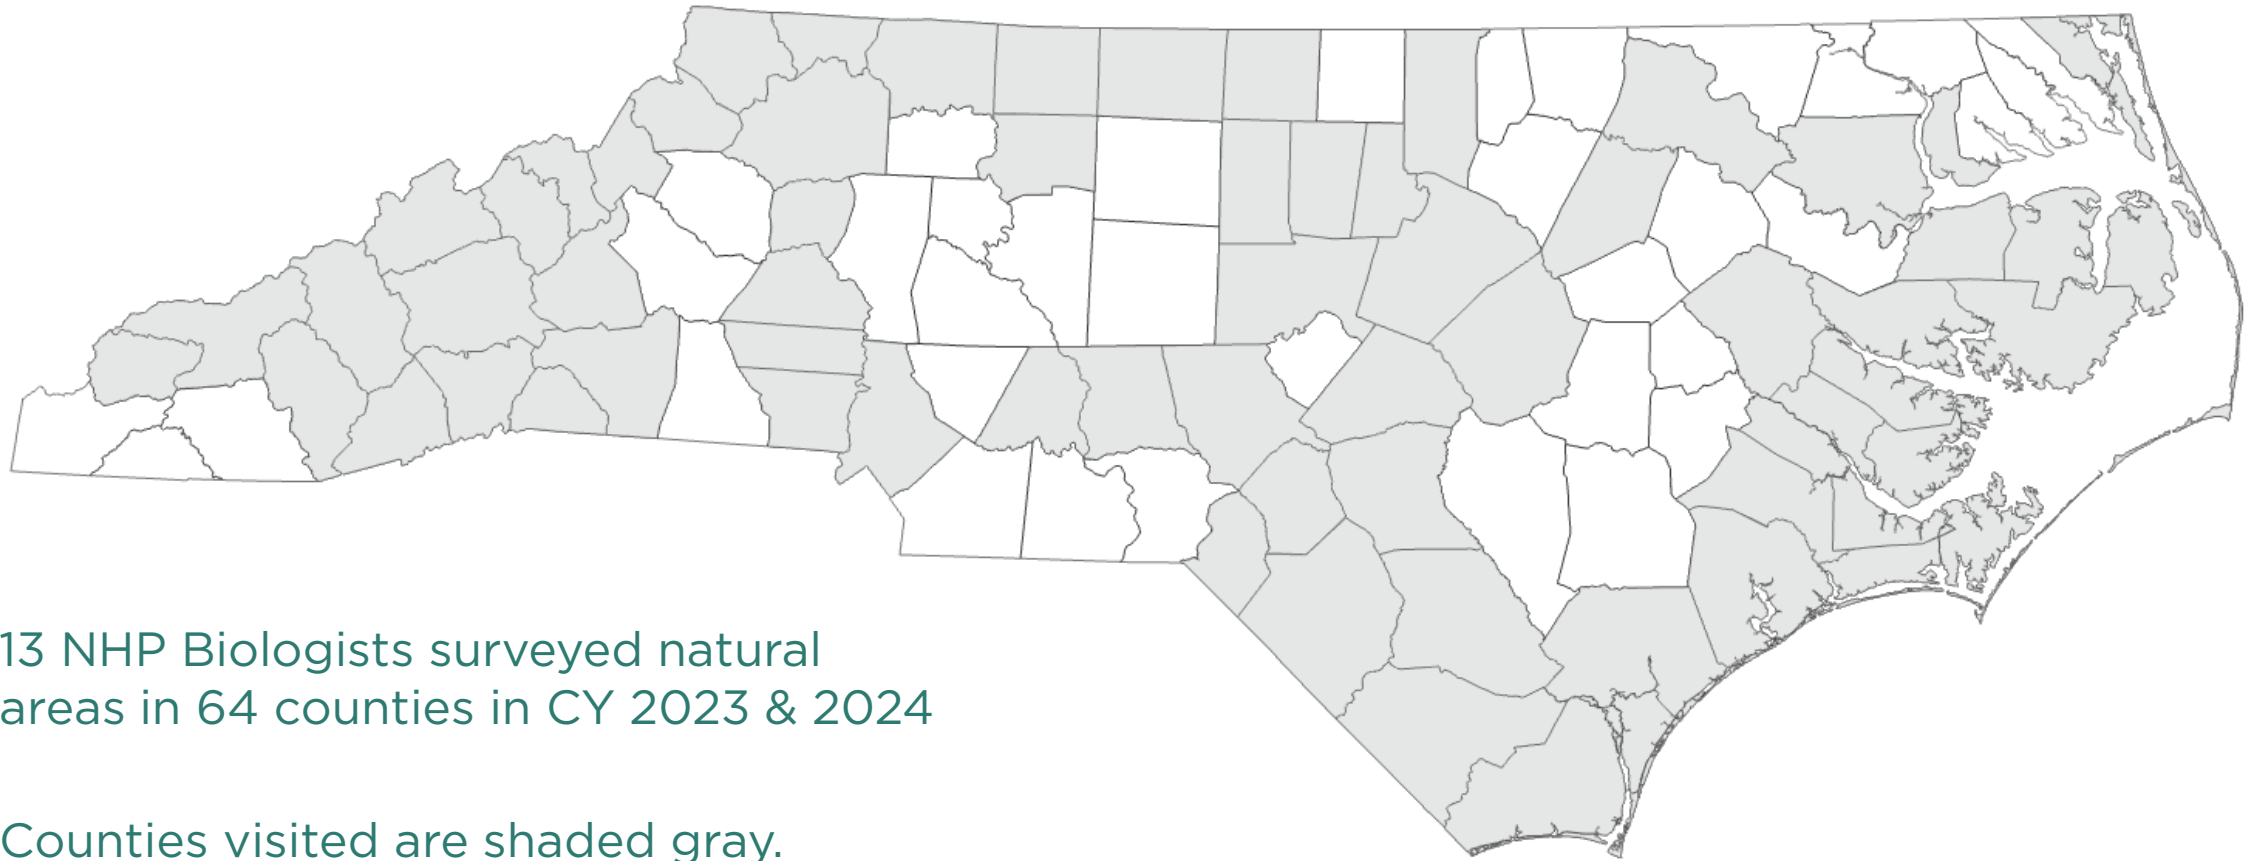 13 NHP Biologists surveyed natural
areas in 64 counties in CY 2023 & 2024
Counties visited are shaded gray.